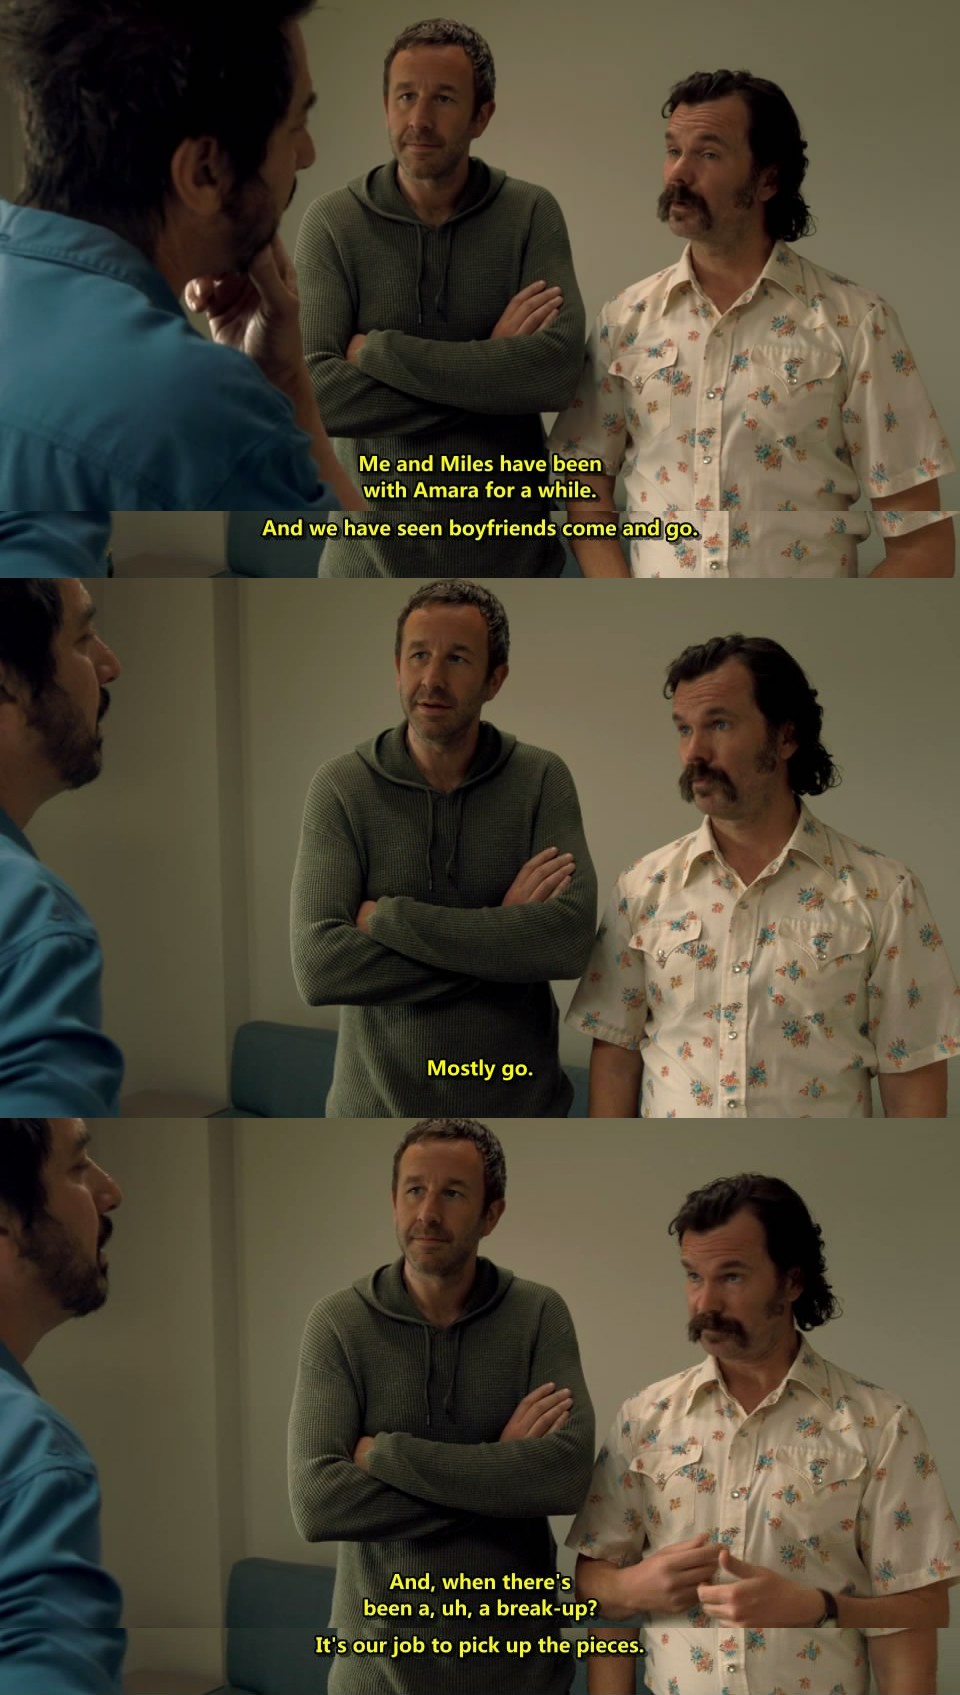 Me and Miles have been
with Amara for a while.
And we have seen boyfriends come and go.
Mostly go.
And, when there's
been a, uh, a break-up?
It's our job to pick up the pieces.